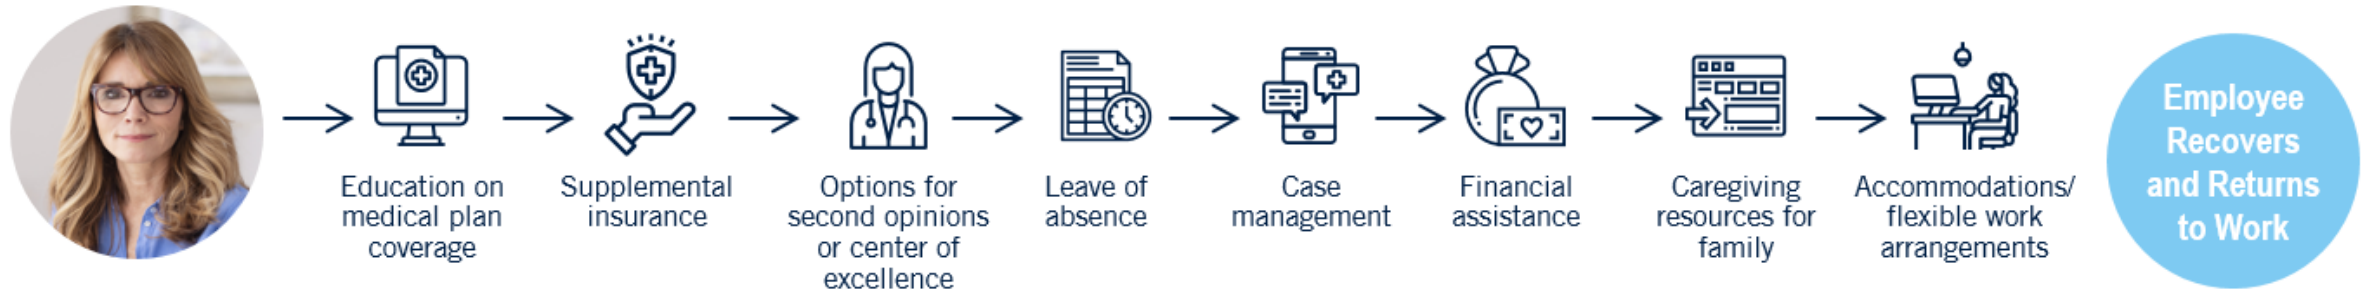 Education on
medical plan
coverage
Supplemental
insurance
Options for
second opinions
or center of
excellence
Leave of
absence
Case
management
Financial
assistance
Caregiving
resources for
family
Accommodations/
flexible work
arrangements
Employee
Recovers
and Returns
to Work